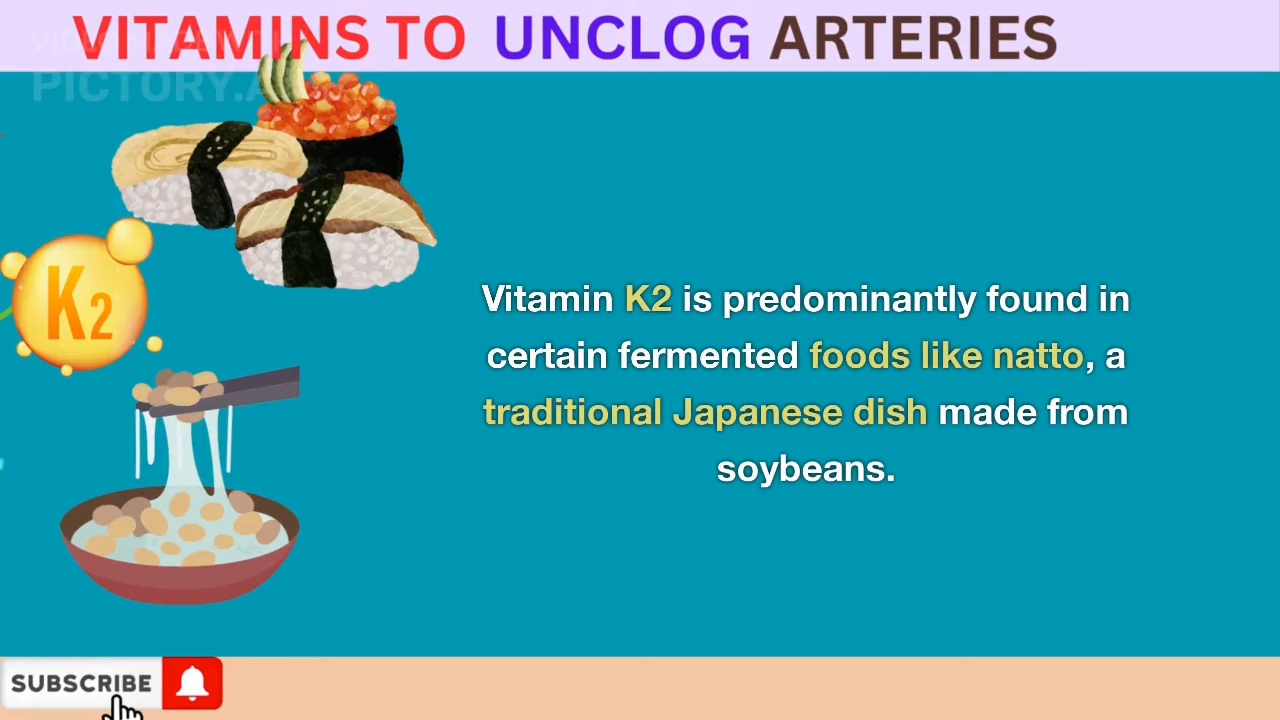 VITAMINS TO UNCLOG ARTERIES
PICTORY.A
K2
Vitamin K2 is predominantly found in
certain fermented foods like natto, a
traditional Japanese dish made from
soybeans.
SUBSCRIBE